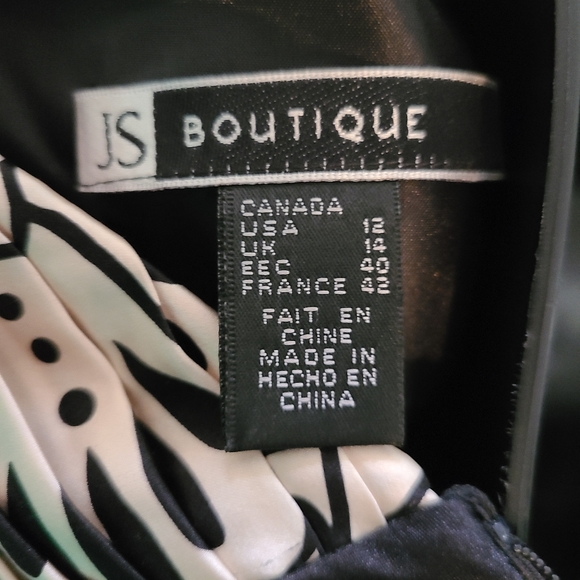 JS BOUTIQUE
CANADA
USA 12
UK 14
EEC 40
FRANCE 42
FAIT EN
CHINE
MADE IN
HECHO EN
CHINA